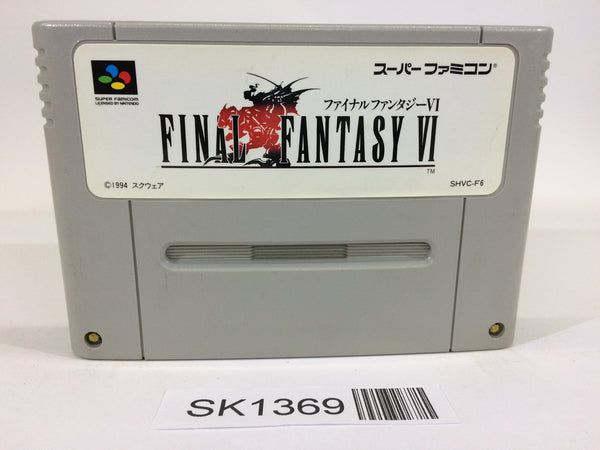 スーパーファミコン®
SUPER FAMICOM
LICENSED BY NINTENDO
ファイナルファンタジーVI
FINAL FANTASY VI
TM
©1994 スクウェア
SHVC-F6
SK1369